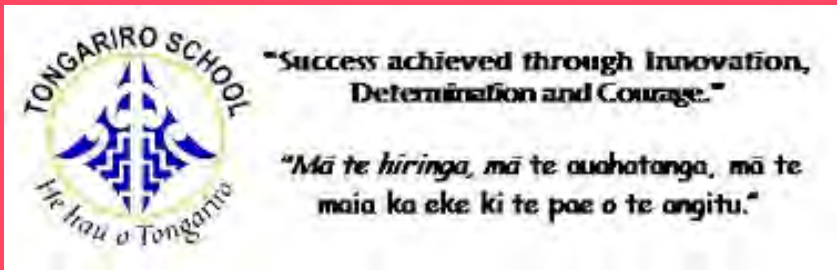 TONGARIRO SCHOOL
He hau o Tongariro
"Success achieved through Innovation,
Determination and Courage."
"Mā te hiringa, mā te auahatanga, mā te
maia ka eke ki te pae o te angitu."